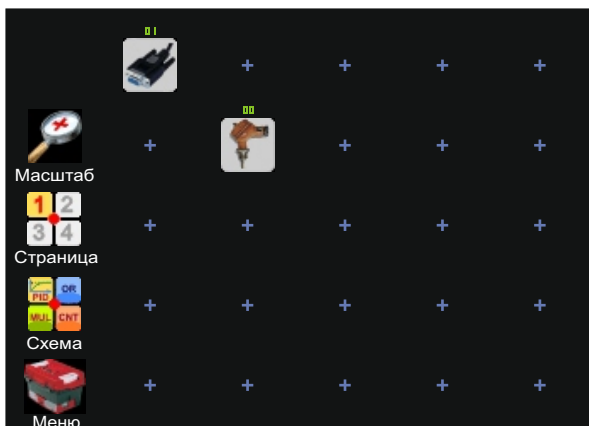 01
00
Масштаб
1 2
3 4
Страница
PID OR
MUL CNT
Схема
Меню